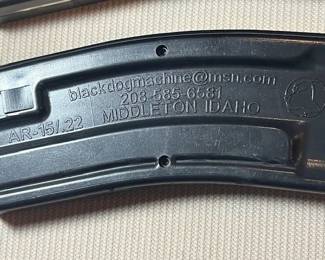 blackdogmachine@msn.com
208-585-6581
MIDDLETON IDAHO
AR-15/.22